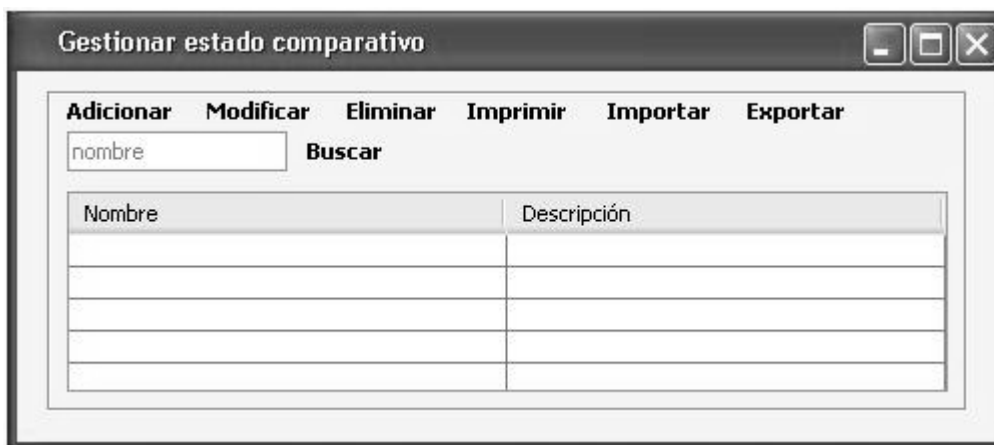 Gestionar estado comparativo
Adicionar Modificar Eliminar Imprimir Importar Exportar
nombre Buscar
Nombre Descripción